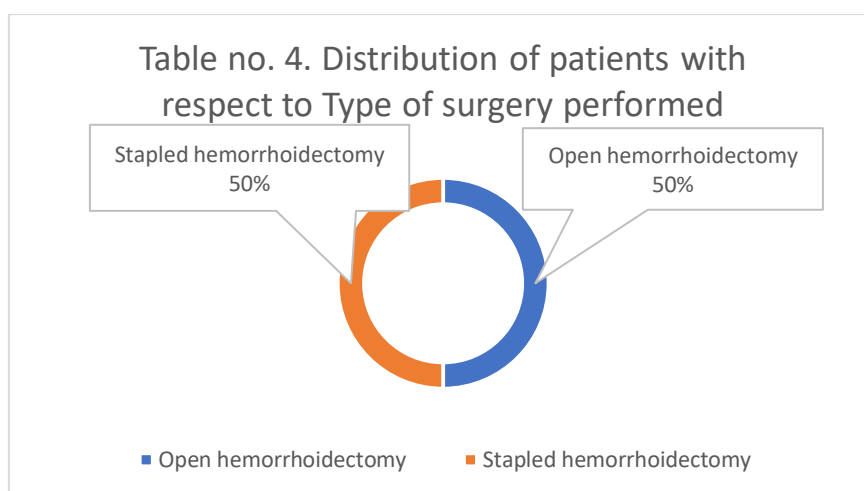 Table no. 4. Distribution of patients with
respect to Type of surgery performed
Stapled hemorrhoidectomy
50%
Open hemorrhoidectomy
50%
Open hemorrhoidectomy
Stapled hemorrhoidectomy